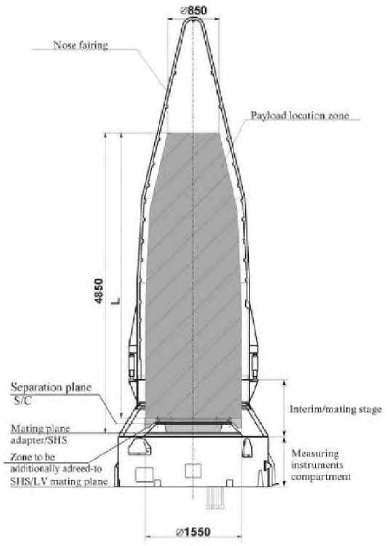 ⌀850
Nose fairing
Payload location zone
4850
L
Separation plane
S/C
Interim/mating stage
Mating plane
adapter/SHS
Zone to be
additionally adreed-to
SHS/LV mating plane
Measuring
instruments
compartment
⌀1550